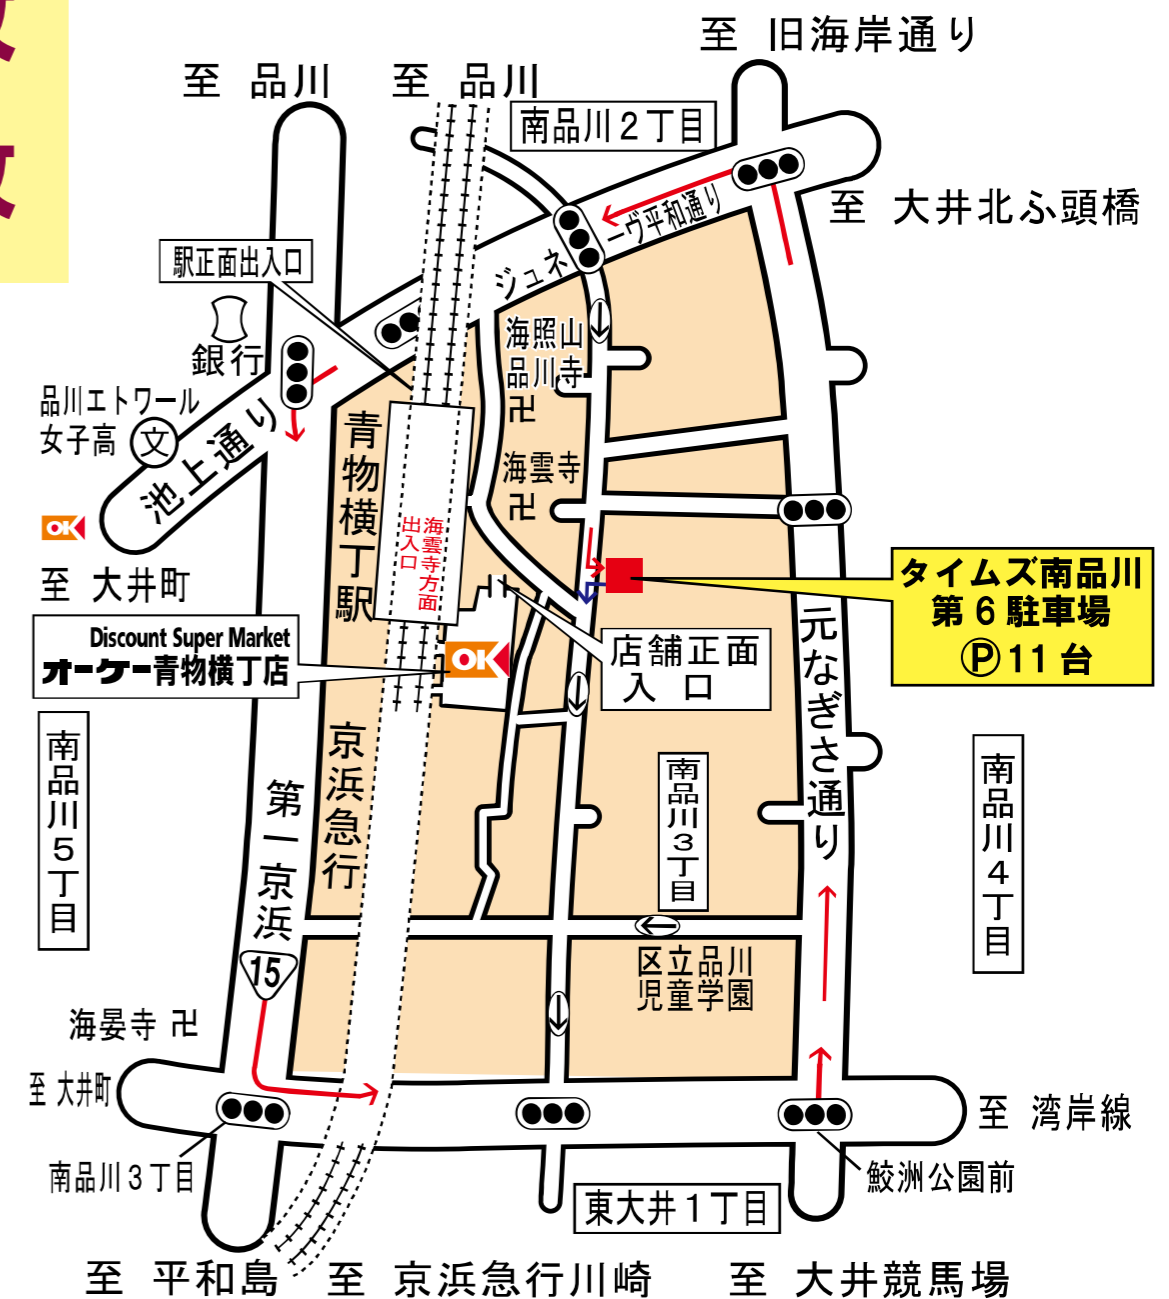 至 旧海岸通り
至 品川
至 品川
南品川2丁目
至 大井北ふ頭橋
ジュネーヴ平和通り
駅正面出入口
銀行
海照山
品川寺
卍
品川エトワール
女子高
文
池上通り
青物横丁駅
海雲寺
卍
海雲寺方面
出入口
OK
至 大井町
タイムズ南品川
第6駐車場
Ⓟ11台
Discount Super Market
オーケー青物横丁店
OK
店舗正面
入口
元なぎさ通り
南品川5丁目
京浜急行
第一京浜
南品川3丁目
南品川4丁目
15
区立品川
児童学園
海晏寺 卍
至 大井町
至 湾岸線
南品川3丁目
鮫洲公園前
東大井1丁目
至 平和島
至 京浜急行川崎
至 大井競馬場